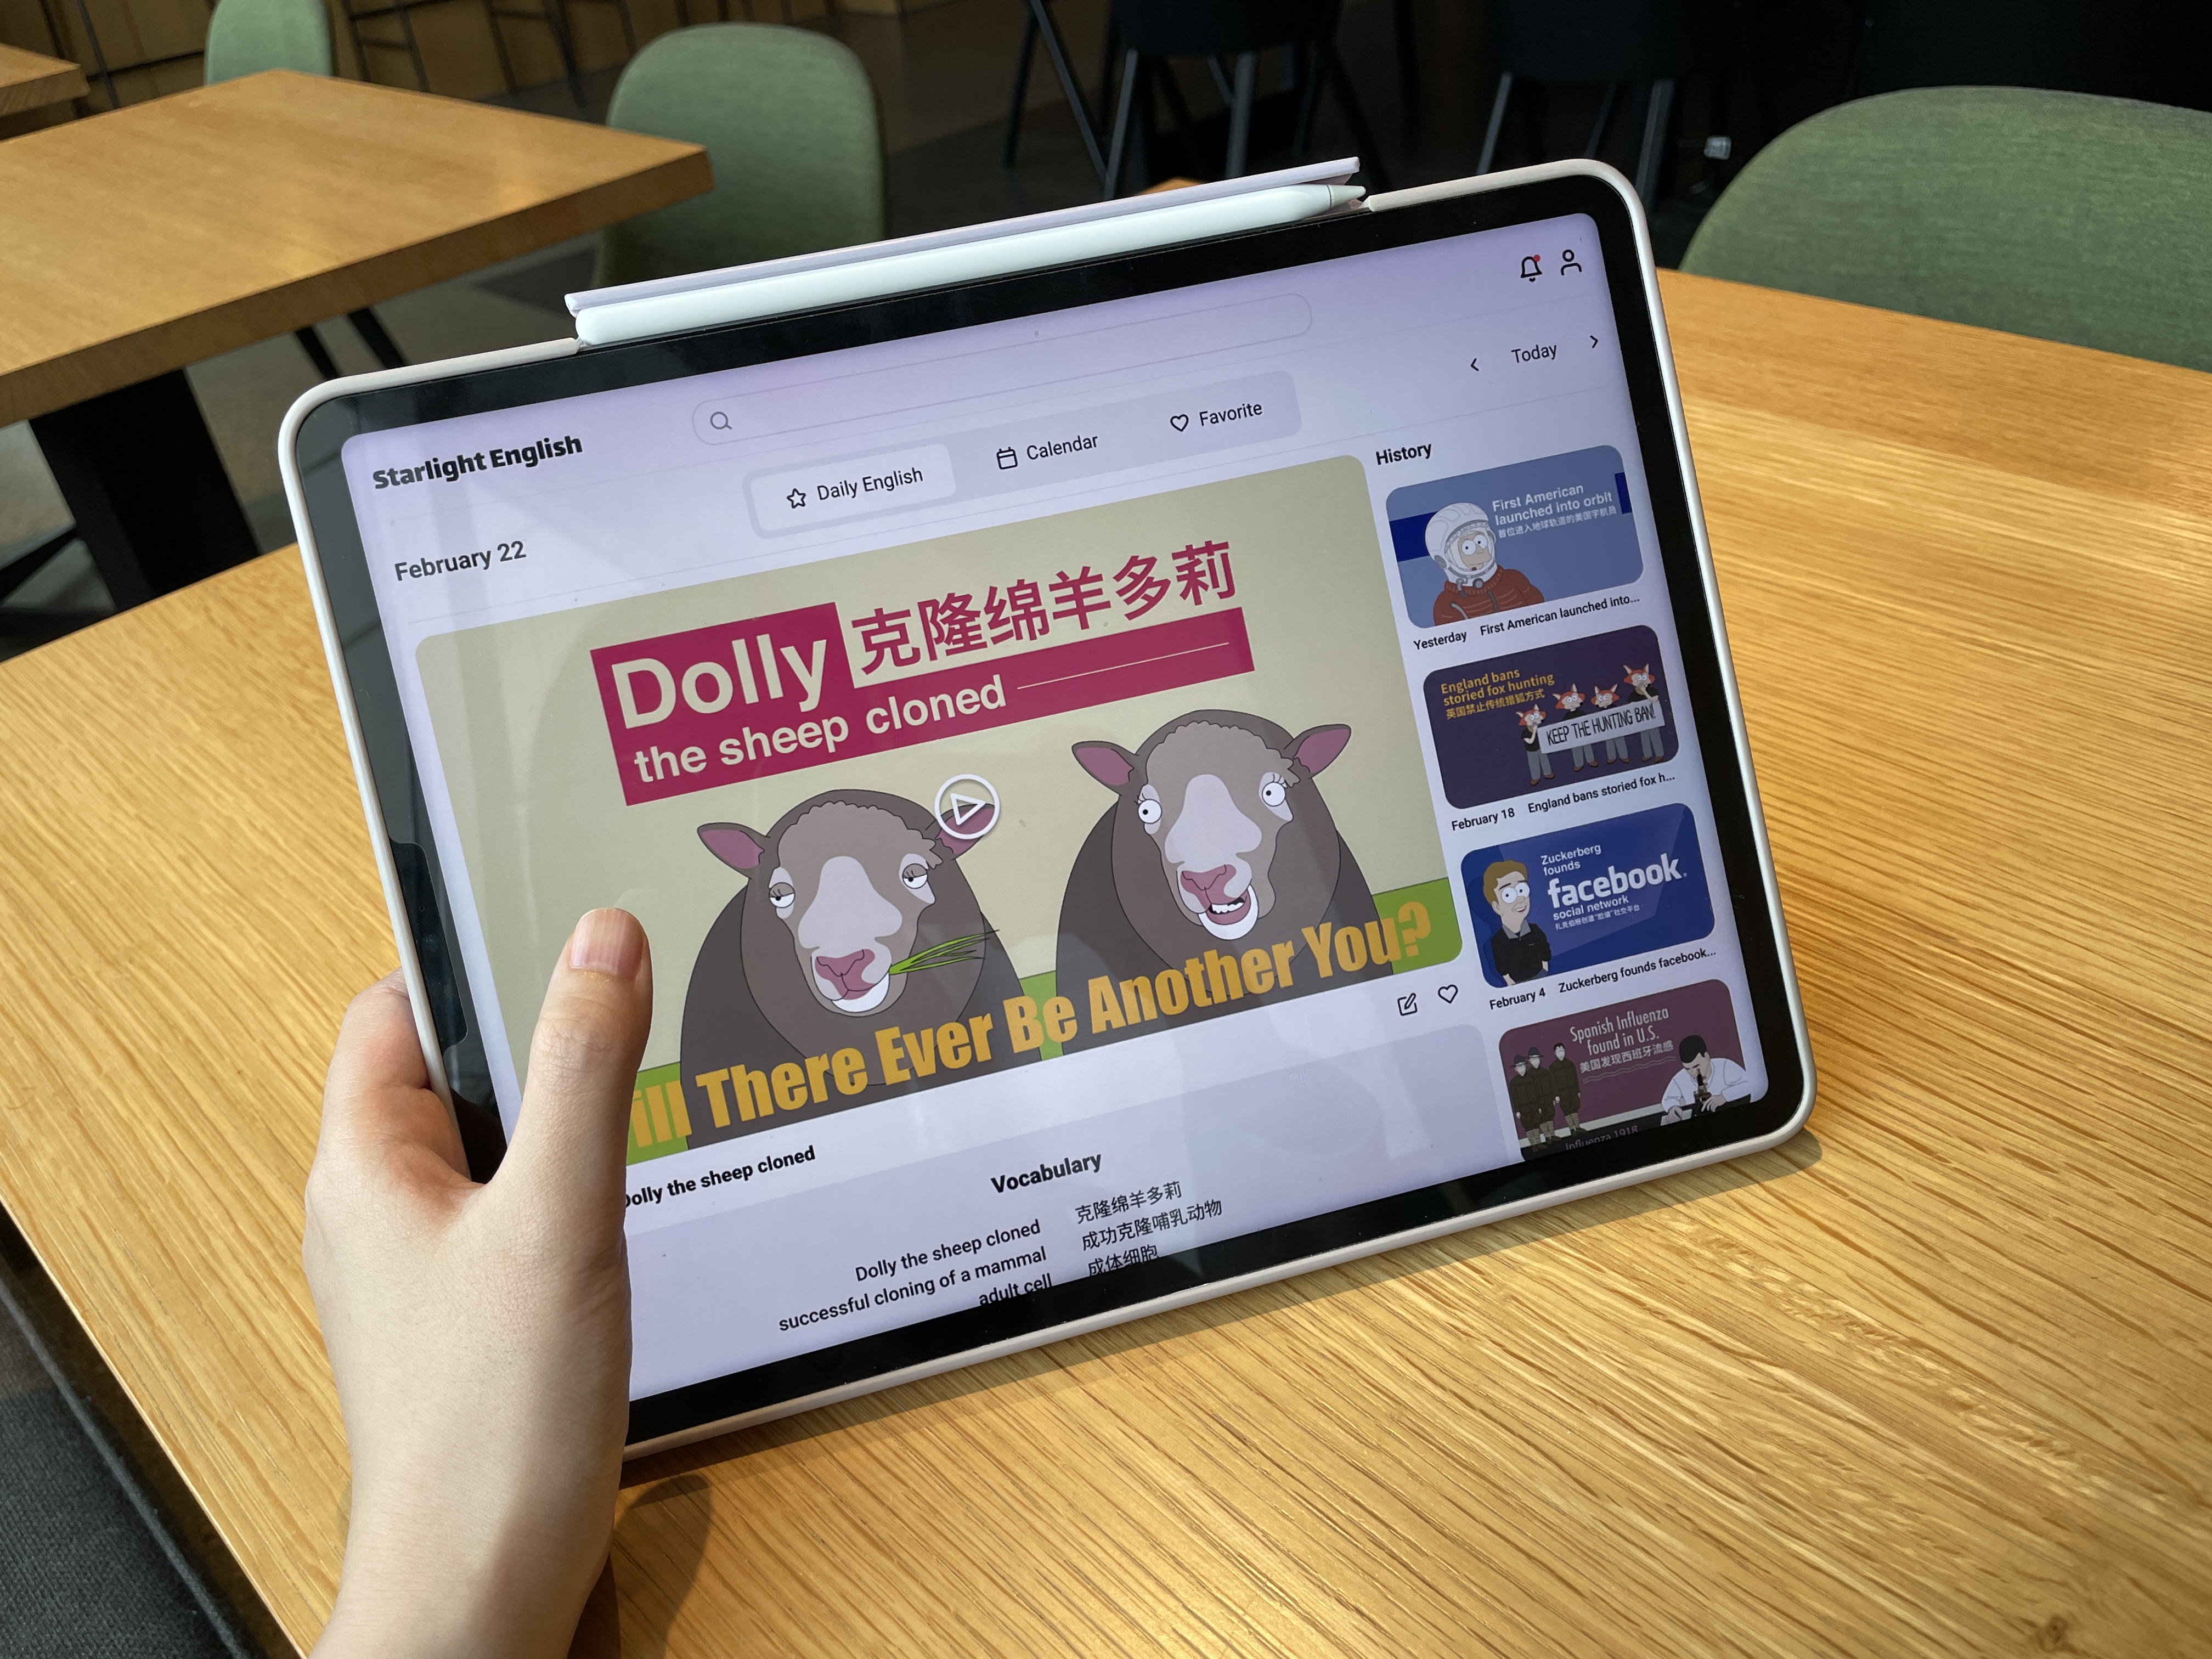 Starlight English
Daily English
Calendar
Favorite
Today
February 22
Dolly 克隆绵羊多莉
the sheep cloned
There Ever Be Another You?
Dolly the sheep cloned
Vocabulary
Dolly the sheep cloned 克隆绵羊多莉
successful cloning of a mammal 成功克隆哺乳动物
adult cell 成体细胞
History
First American
launched into orbit
首位进入地球轨道的美国宇航员
Yesterday First American launched into...
England bans
storied fox hunting
英国禁止传统猎狐方式
KEEP THE HUNTING BAN!
February 18 England bans storied fox h...
Zuckerberg
founds
facebook.
social network
扎克伯格创建"脸谱"社交平台
February 4 Zuckerberg founds facebook...
Spanish Influenza
found in U.S.
美国发现西班牙流感
Influenza 1918